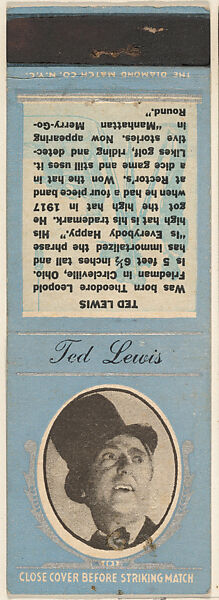 THE DIAMOND MATCH CO. N.Y.C.
TED LEWIS
Was born Theodore Leopold
Friedman in Circleville, Ohio.
Is 5 feet 6½ inches tall and
has immortalized the phrase
"Is Everybody Happy." His
high hat is his trademark. He
got the high hat in 1917
when he had a four piece band
at Rector's. Won the hat in
a dice game and still uses it.
Likes golf, riding and detec-
tive stories. Now appearing
in "Manhattan Merry-Go-
Round."
Ted Lewis
CLOSE COVER BEFORE STRIKING MATCH